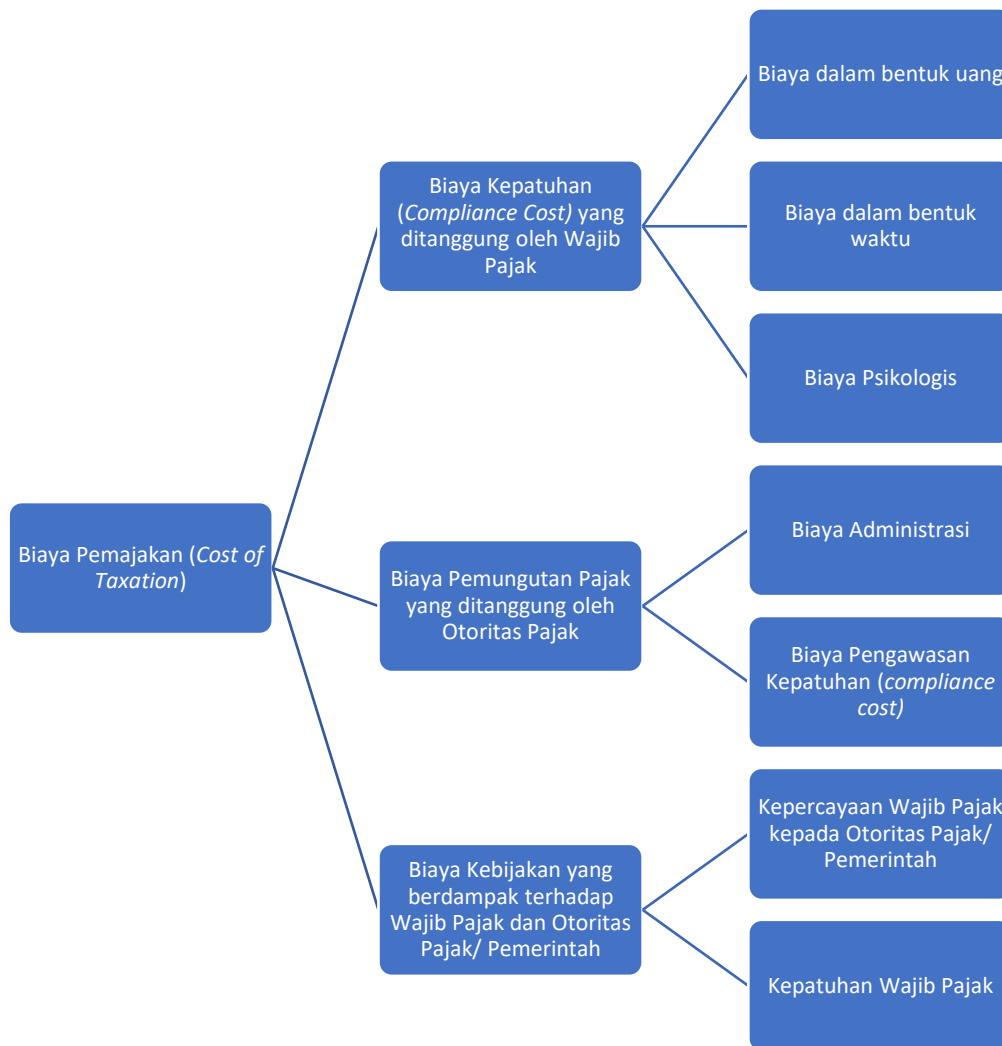 Biaya Pemajakan (Cost of
Taxation)
Biaya Kepatuhan
(Compliance Cost) yang
ditanggung oleh Wajib
Pajak
Biaya dalam bentuk uang
Biaya dalam bentuk
waktu
Biaya Psikologis
Biaya Pemungutan Pajak
yang ditanggung oleh
Otoritas Pajak
Biaya Administrasi
Biaya Pengawasan
Kepatuhan (compliance
cost)
Biaya Kebijakan yang
berdampak terhadap
Wajib Pajak dan Otoritas
Pajak/ Pemerintah
Kepercayaan Wajib Pajak
kepada Otoritas Pajak/
Pemerintah
Kepatuhan Wajib Pajak